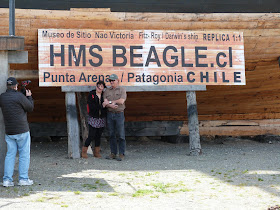 Museo de Sitio Nao Victoria Fitz-Roy i Darwin's ship REPLICA 1:1
HMS BEAGLE.cl
Punta Arenas / Patagonia CHILE